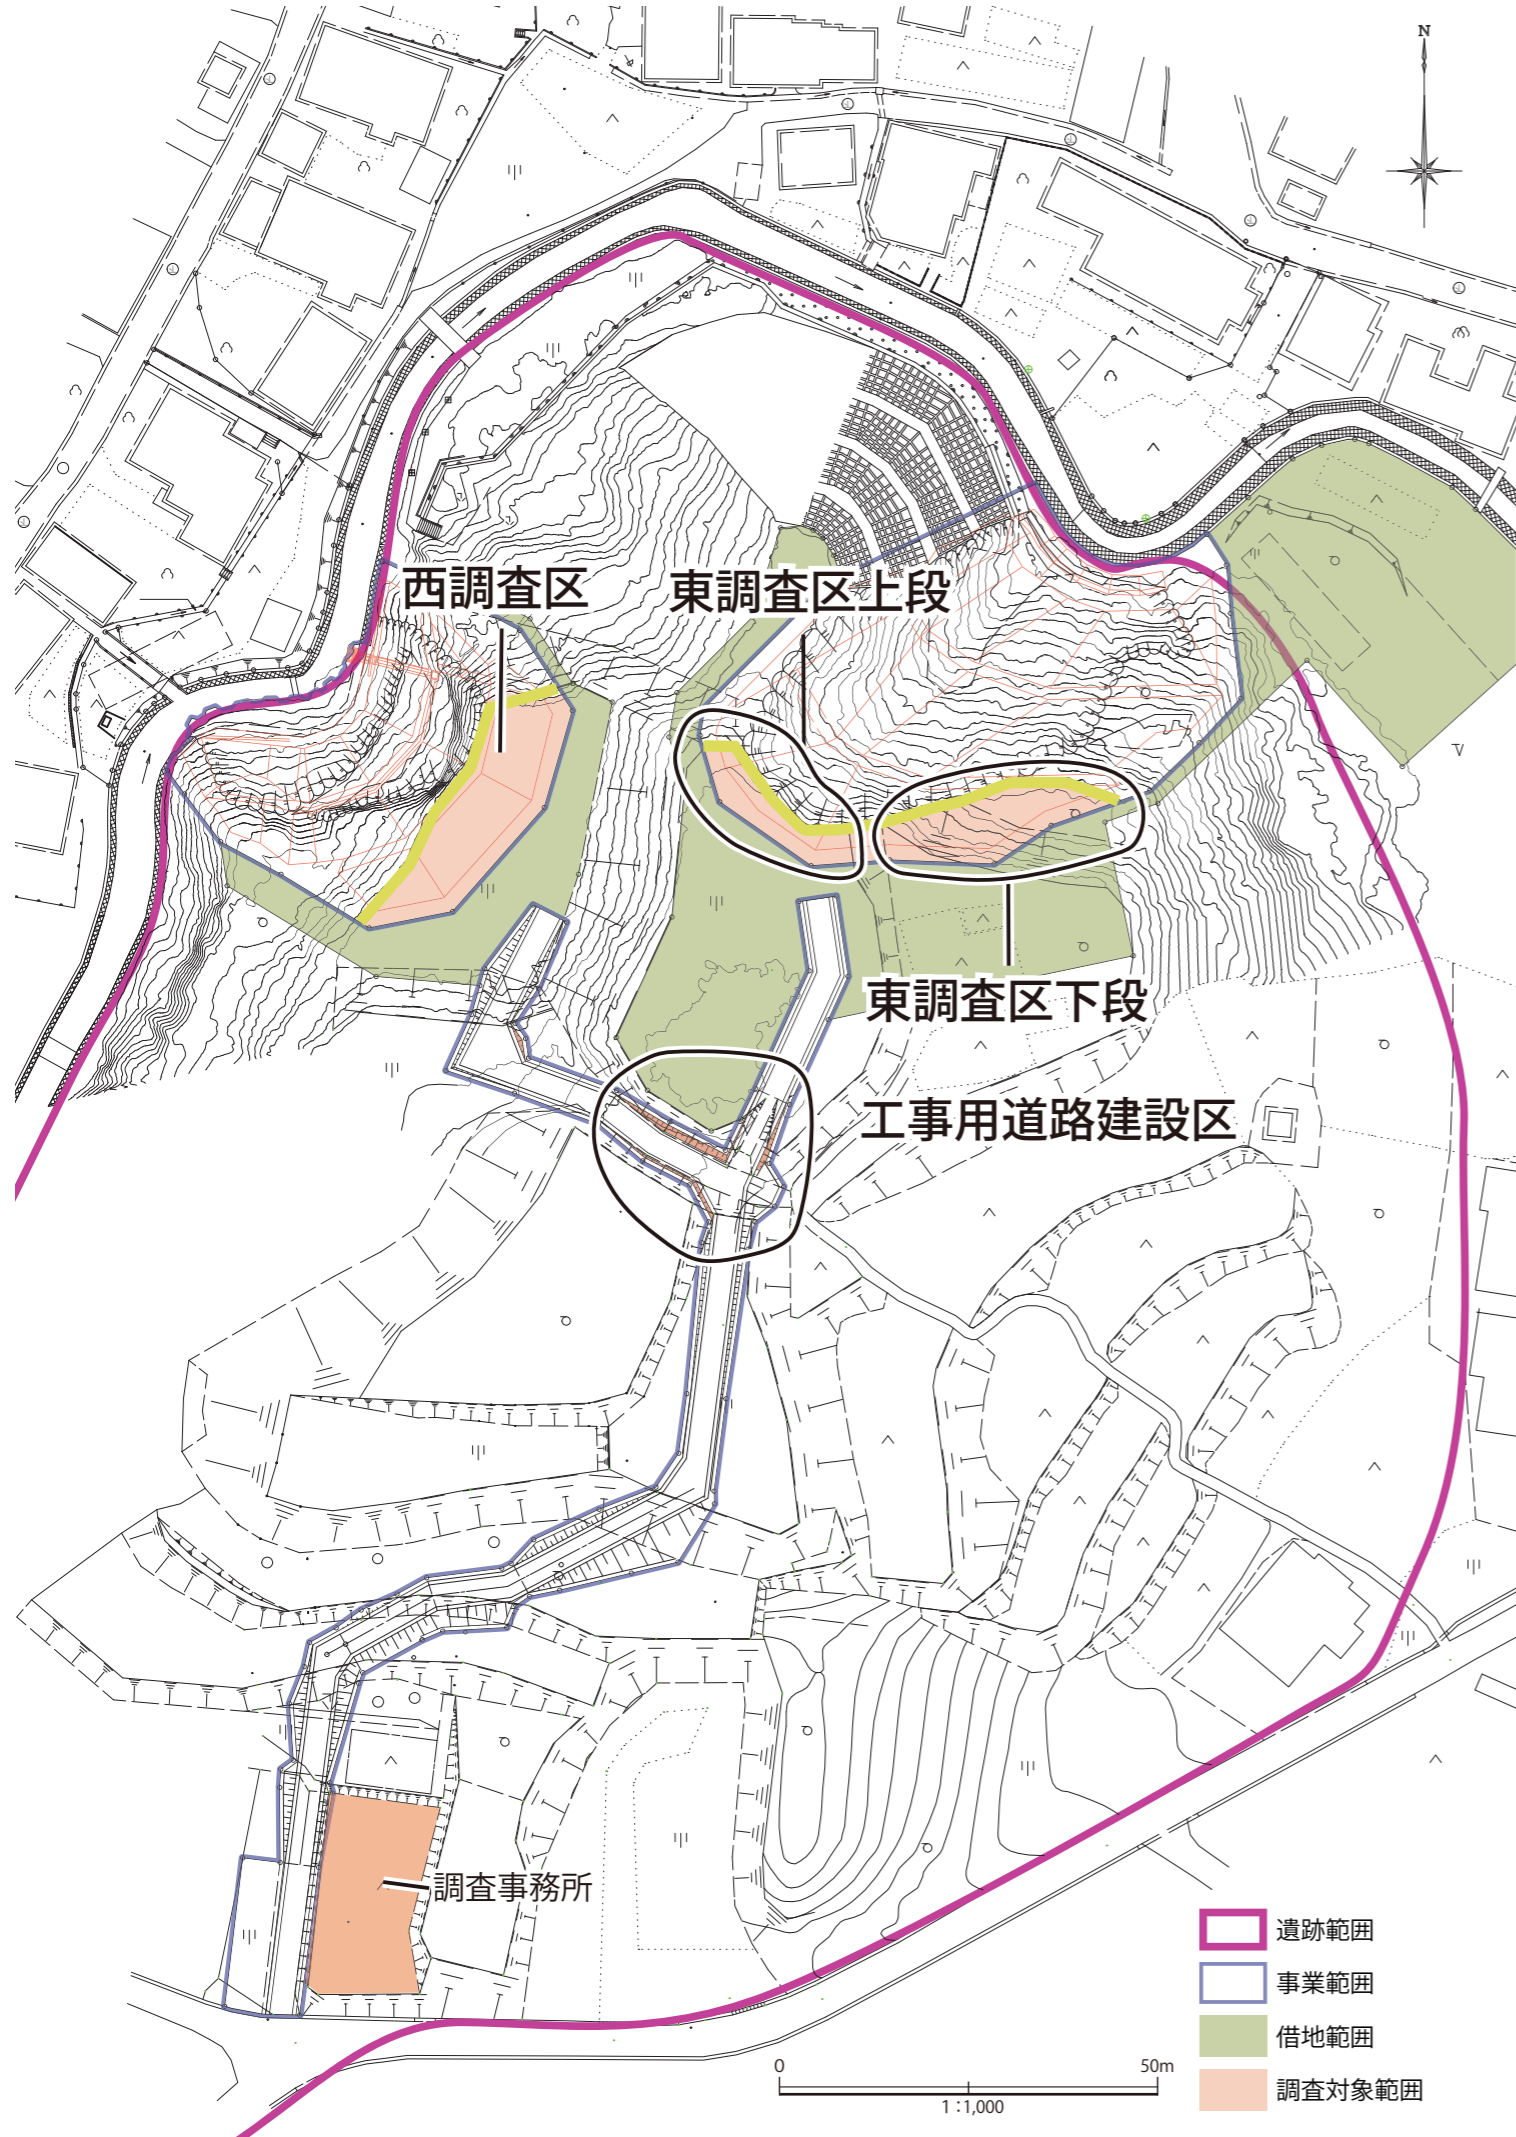 N
西調査区
東調査区上段
東調査区下段
工事用道路建設区
調査事務所
遺跡範囲
事業範囲
借地範囲
調査対象範囲
0 50m
1：1,000